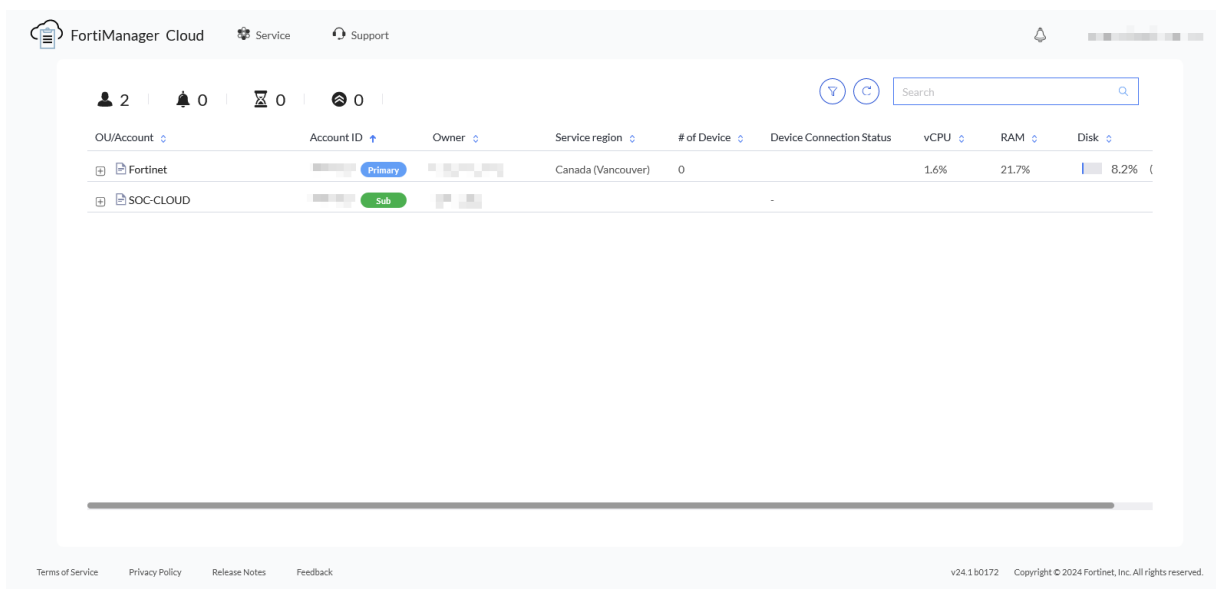 FortiManager Cloud Service Support
2 0 0 0 Search
OU/Account Account ID Owner Service region # of Device Device Connection Status vCPU RAM Disk
Fortinet Primary Canada (Vancouver) 0 1.6% 21.7% 8.2% (
SOC-CLOUD Sub -
Terms of Service Privacy Policy Release Notes Feedback v24.1 b0172 Copyright © 2024 Fortinet, Inc. All rights reserved.